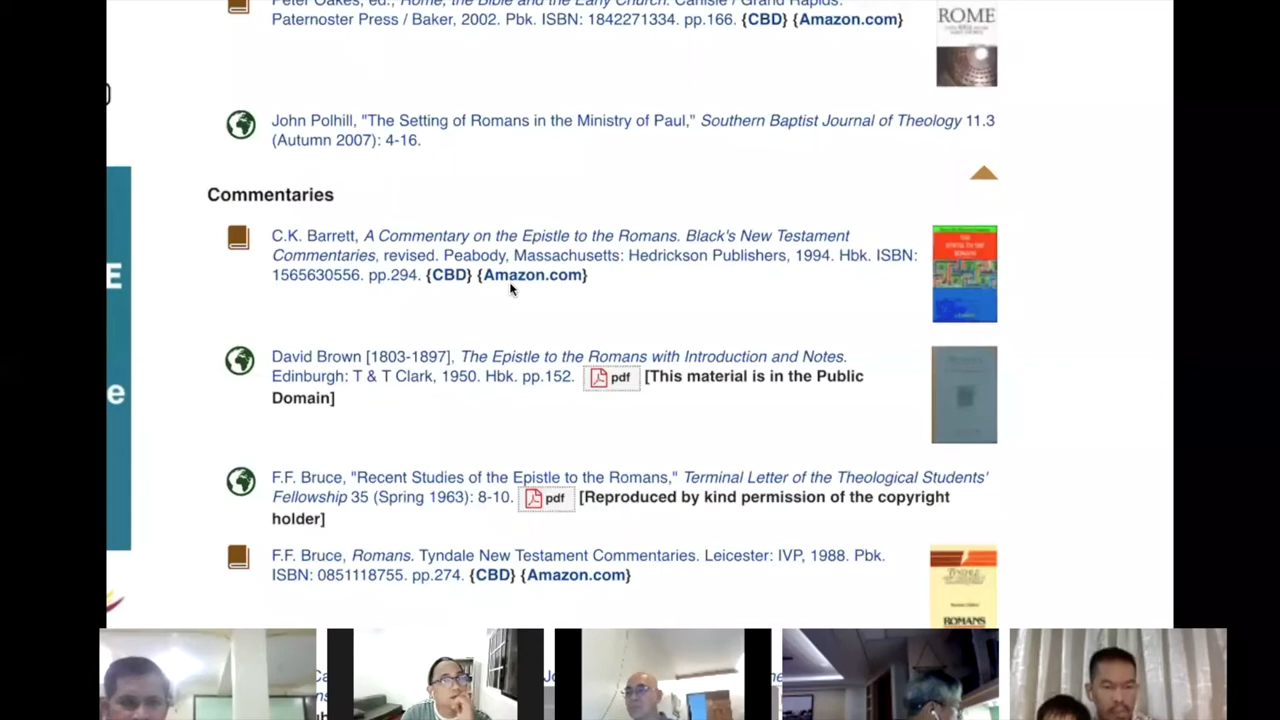 Peter Oakes, ed., Rome, the Bible and the Early Church. Carlisle / Grand Rapids:
Paternoster Press / Baker, 2002. Pbk. ISBN: 1842271334. pp.166. {CBD} {Amazon.com}
ROME
John Polhill, "The Setting of Romans in the Ministry of Paul," Southern Baptist Journal of Theology 11.3
(Autumn 2007): 4-16.
Commentaries
C.K. Barrett, A Commentary on the Epistle to the Romans. Black's New Testament
Commentaries, revised. Peabody, Massachusetts: Hedrickson Publishers, 1994. Hbk. ISBN:
1565630556. pp.294. {CBD} {Amazon.com}
E
David Brown [1803-1897], The Epistle to the Romans with Introduction and Notes.
Edinburgh: T & T Clark, 1950. Hbk. pp.152. pdf [This material is in the Public
Domain]
e
F.F. Bruce, "Recent Studies of the Epistle to the Romans," Terminal Letter of the Theological Students'
Fellowship 35 (Spring 1963): 8-10. pdf [Reproduced by kind permission of the copyright
holder]
F.F. Bruce, Romans. Tyndale New Testament Commentaries. Leicester: IVP, 1988. Pbk.
ISBN: 0851118755. pp.274. {CBD} {Amazon.com}
TYNDALE
ROMANS